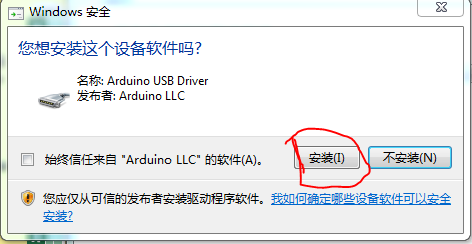 Windows 安全
您想安装这个设备软件吗?
名称: Arduino USB Driver
发布者: Arduino LLC
始终信任来自 "Arduino LLC" 的软件(A)。
安装(I)
不安装(N)
您应仅从可信的发布者安装驱动程序软件。我如何确定哪些设备软件可以安全
安装?